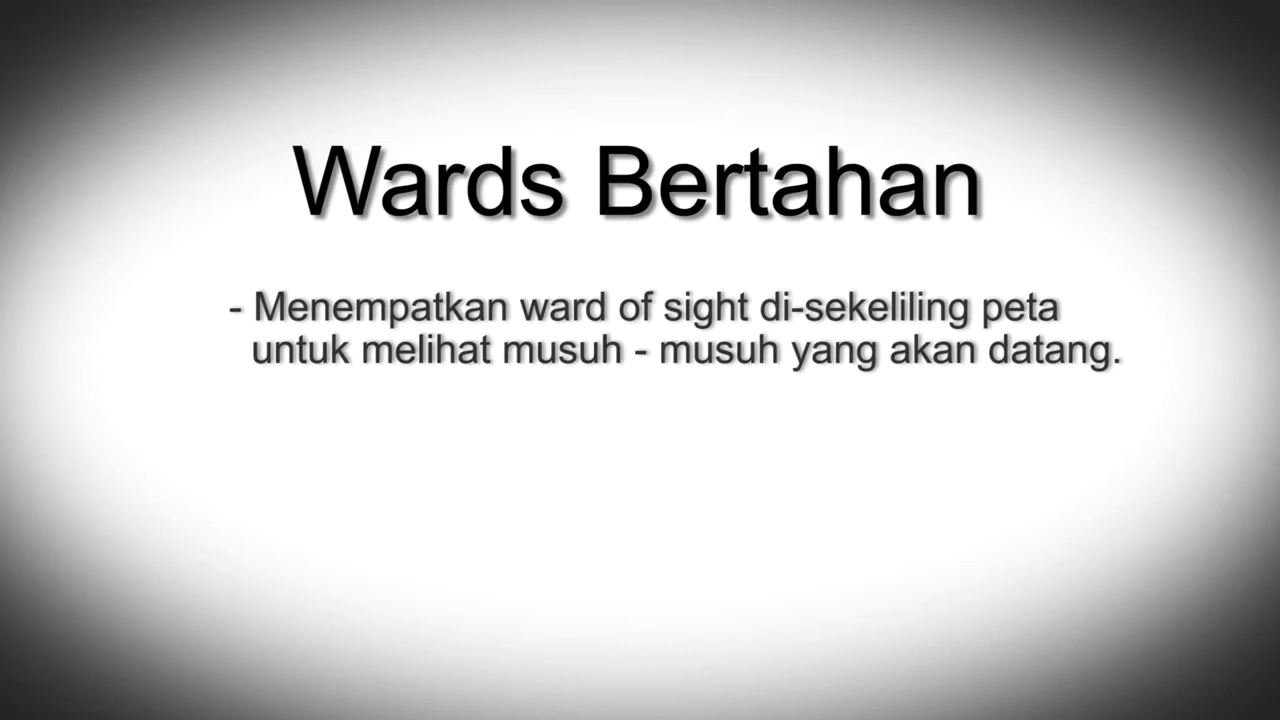 Wards Bertahan
- Menempatkan ward of sight di-sekeliling peta
untuk melihat musuh - musuh yang akan datang.